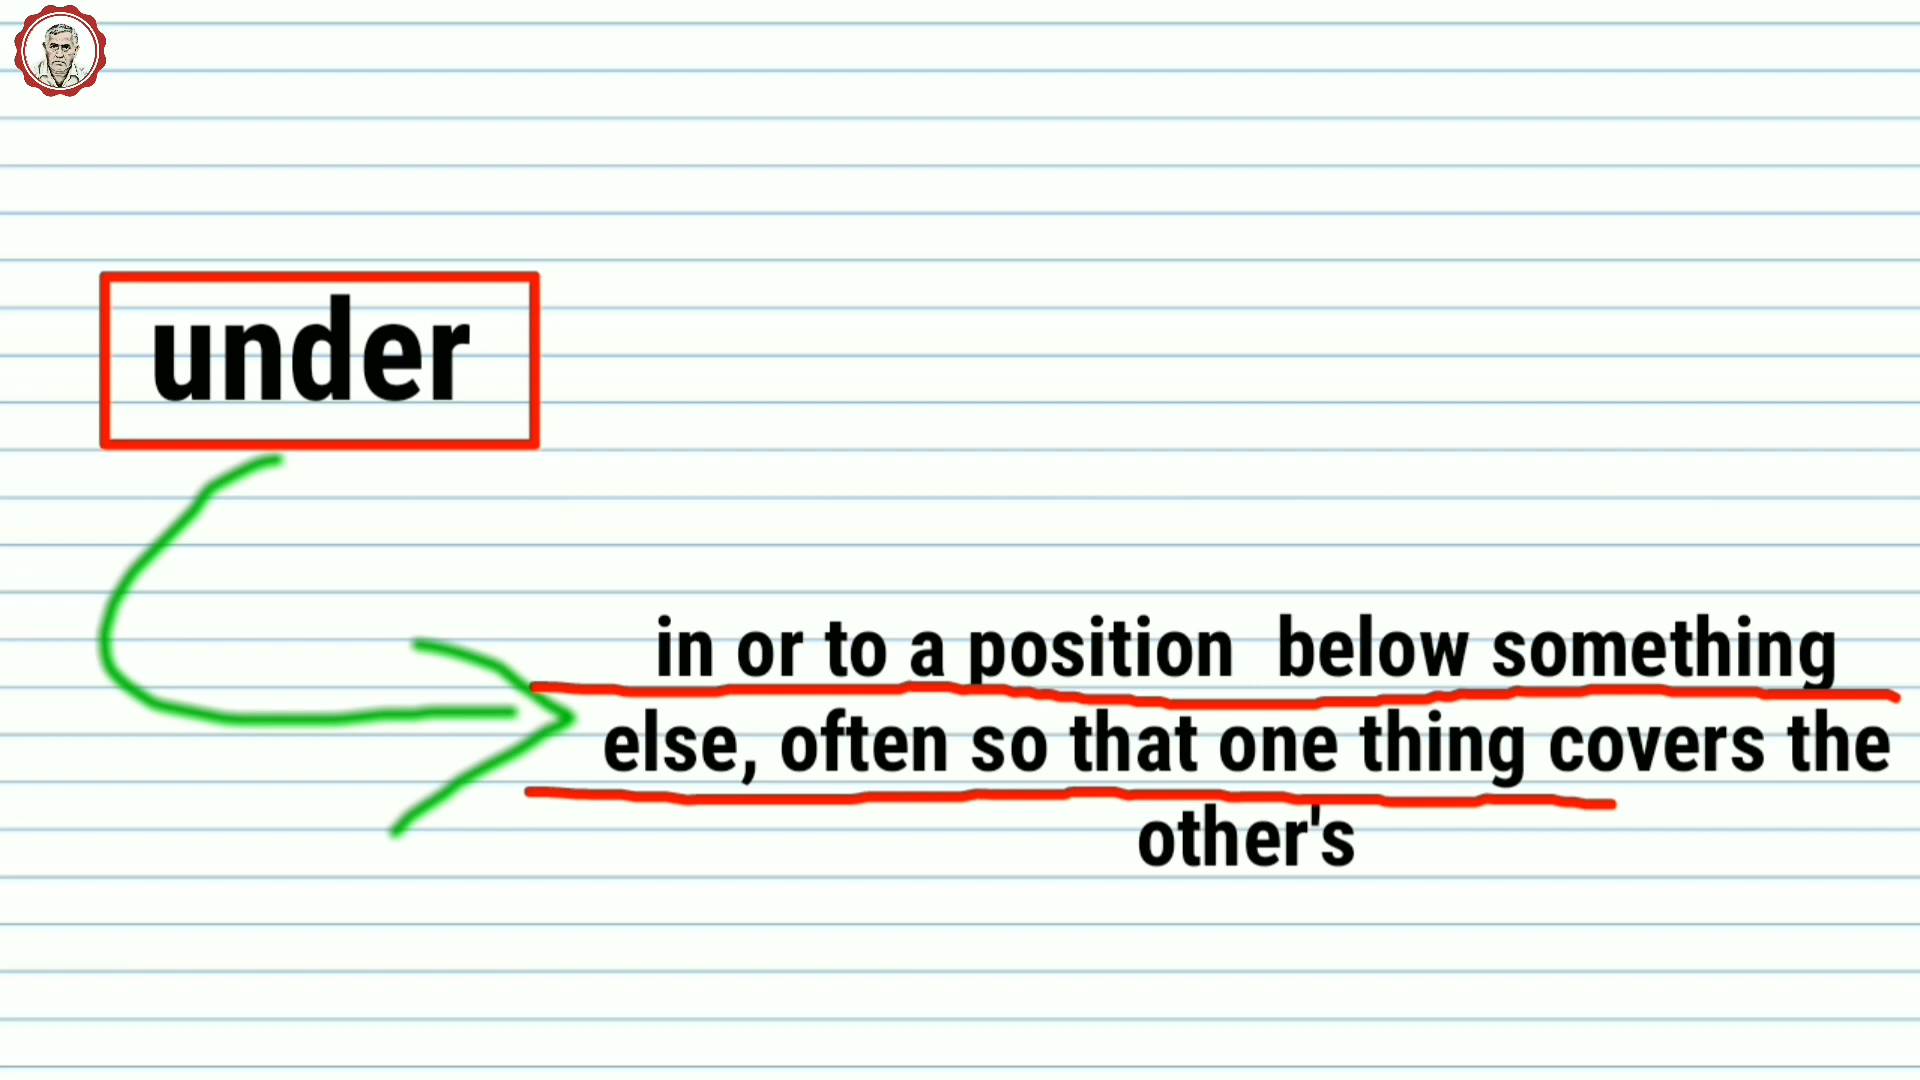 under
in or to a position  below something
else, often so that one thing covers the
other's